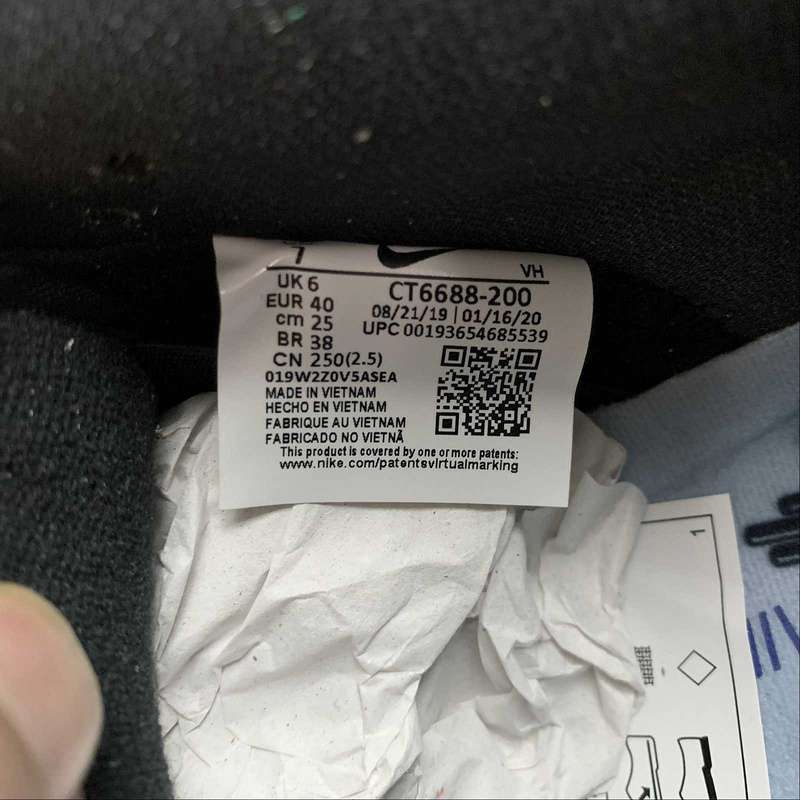 7
VH
UK 6
EUR 40
cm 25
BR 38
CN 250(2.5)
CT6688-200
08/21/19 | 01/16/20
UPC 00193654685539
019W2Z0V5ASEA
MADE IN VIETNAM
HECHO EN VIETNAM
FABRIQUE AU VIETNAM
FABRICADO NO VIETNÃ
This product is covered by one or more patents:
www.nike.com/patentsvirtualmarking
1